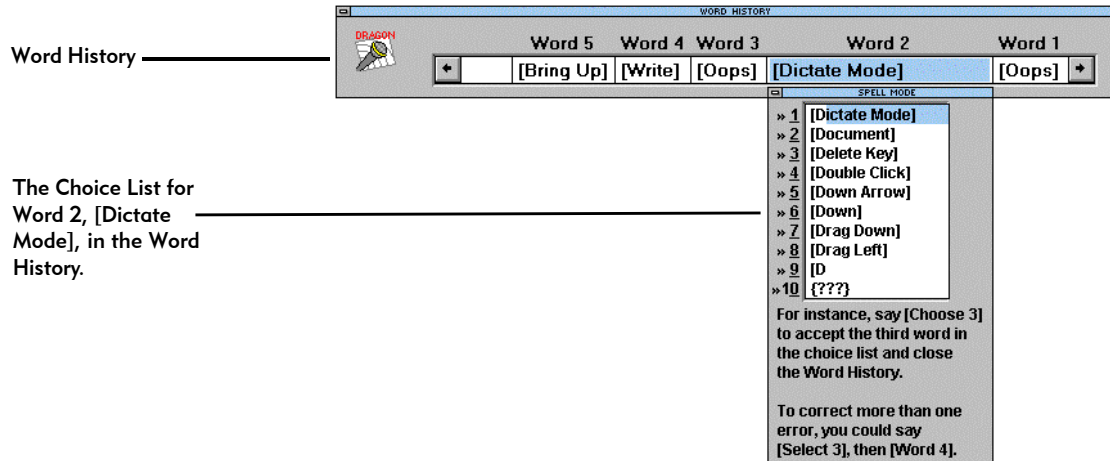 WORD HISTORY
DRAGON
Word History
Word 5 Word 4 Word 3 Word 2 Word 1
[Bring Up] [Write] [Oops] [Dictate Mode] [Oops]
SPELL MODE
» 1 [Dictate Mode]
» 2 [Document]
» 3 [Delete Key]
» 4 [Double Click]
» 5 [Down Arrow]
» 6 [Down]
» 7 [Drag Down]
» 8 [Drag Left]
» 9 [D
»10 {???}
The Choice List for
Word 2, [Dictate
Mode], in the Word
History.
For instance, say [Choose 3]
to accept the third word in
the choice list and close
the Word History.
To correct more than one
error, you could say
[Select 3], then [Word 4].